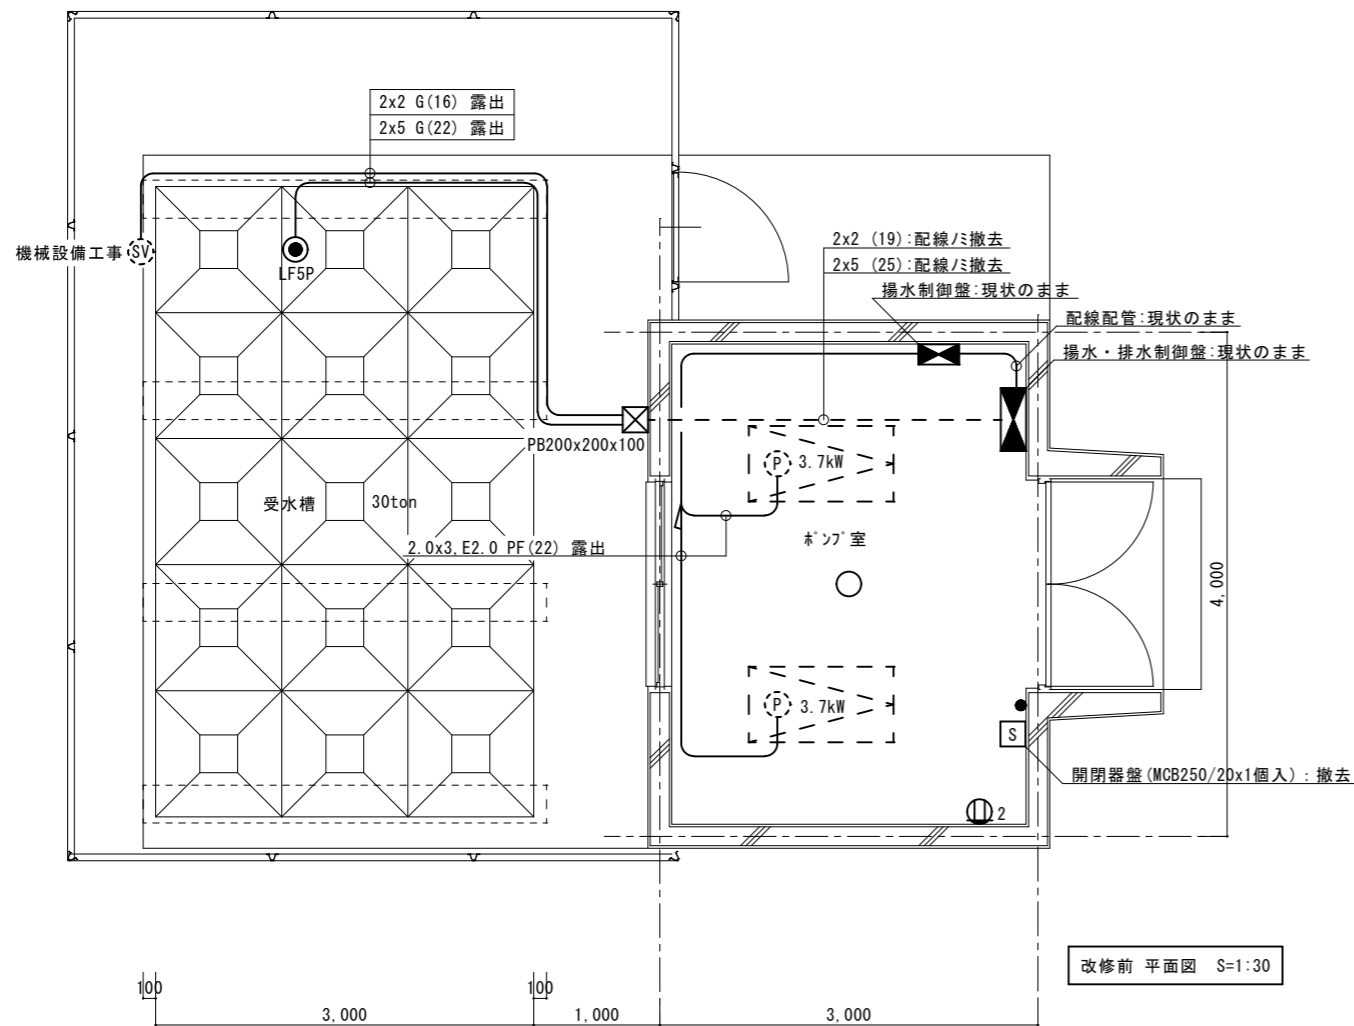 2x2 G(16) 露出
2x5 G(22) 露出
機械設備工事
SV
LF5P
2x2 (19):配線ﾉﾐ撤去
2x5 (25):配線ﾉﾐ撤去
揚水制御盤:現状のまま
配線配管:現状のまま
揚水・排水制御盤:現状のまま
PB200x200x100
P
3.7kW
受水槽
30ton
2.0x3,E2.0 PF(22) 露出
ﾎﾟﾝﾌﾟ室
4,000
P
3.7kW
S
開閉器盤(MCB250/20x1個入):撤去
2
改修前 平面図 S=1:30
100
100
3,000
1,000
3,000